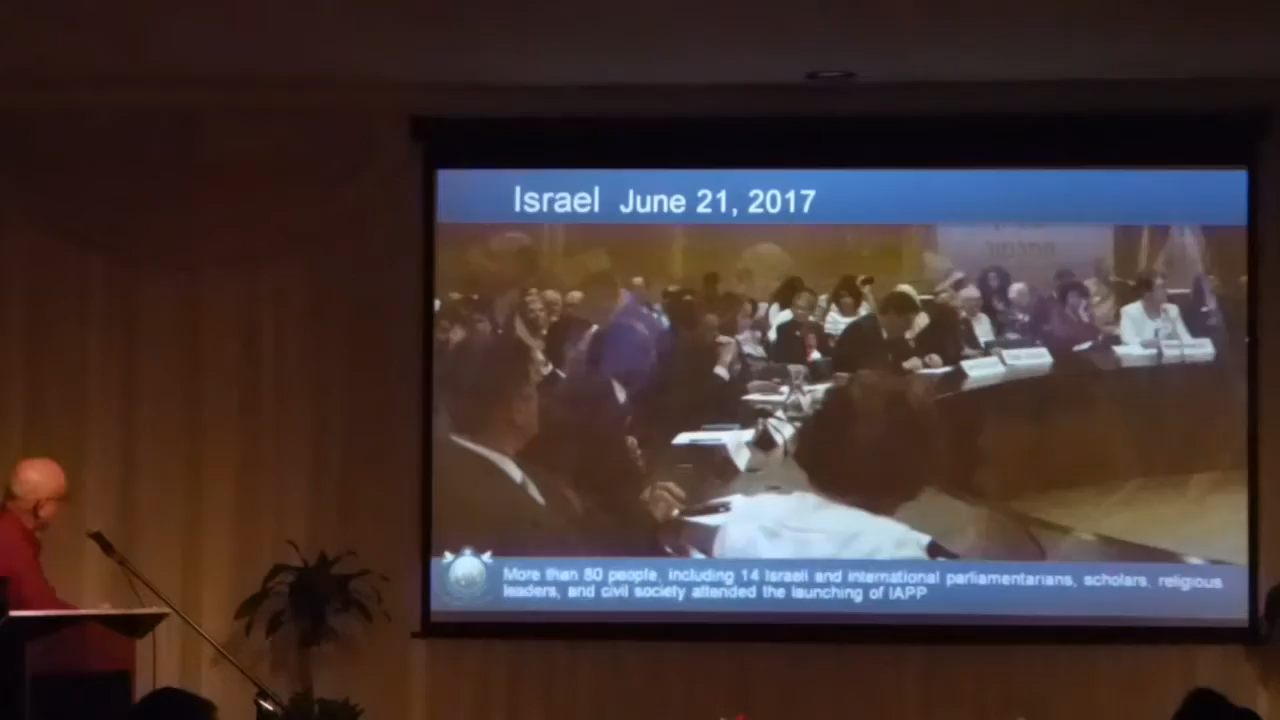 Israel June 21, 2017
More than 80 people, including 14 Israeli and international parliamentarians, scholars, religious
leaders, and civil society attended the launching of IAPP